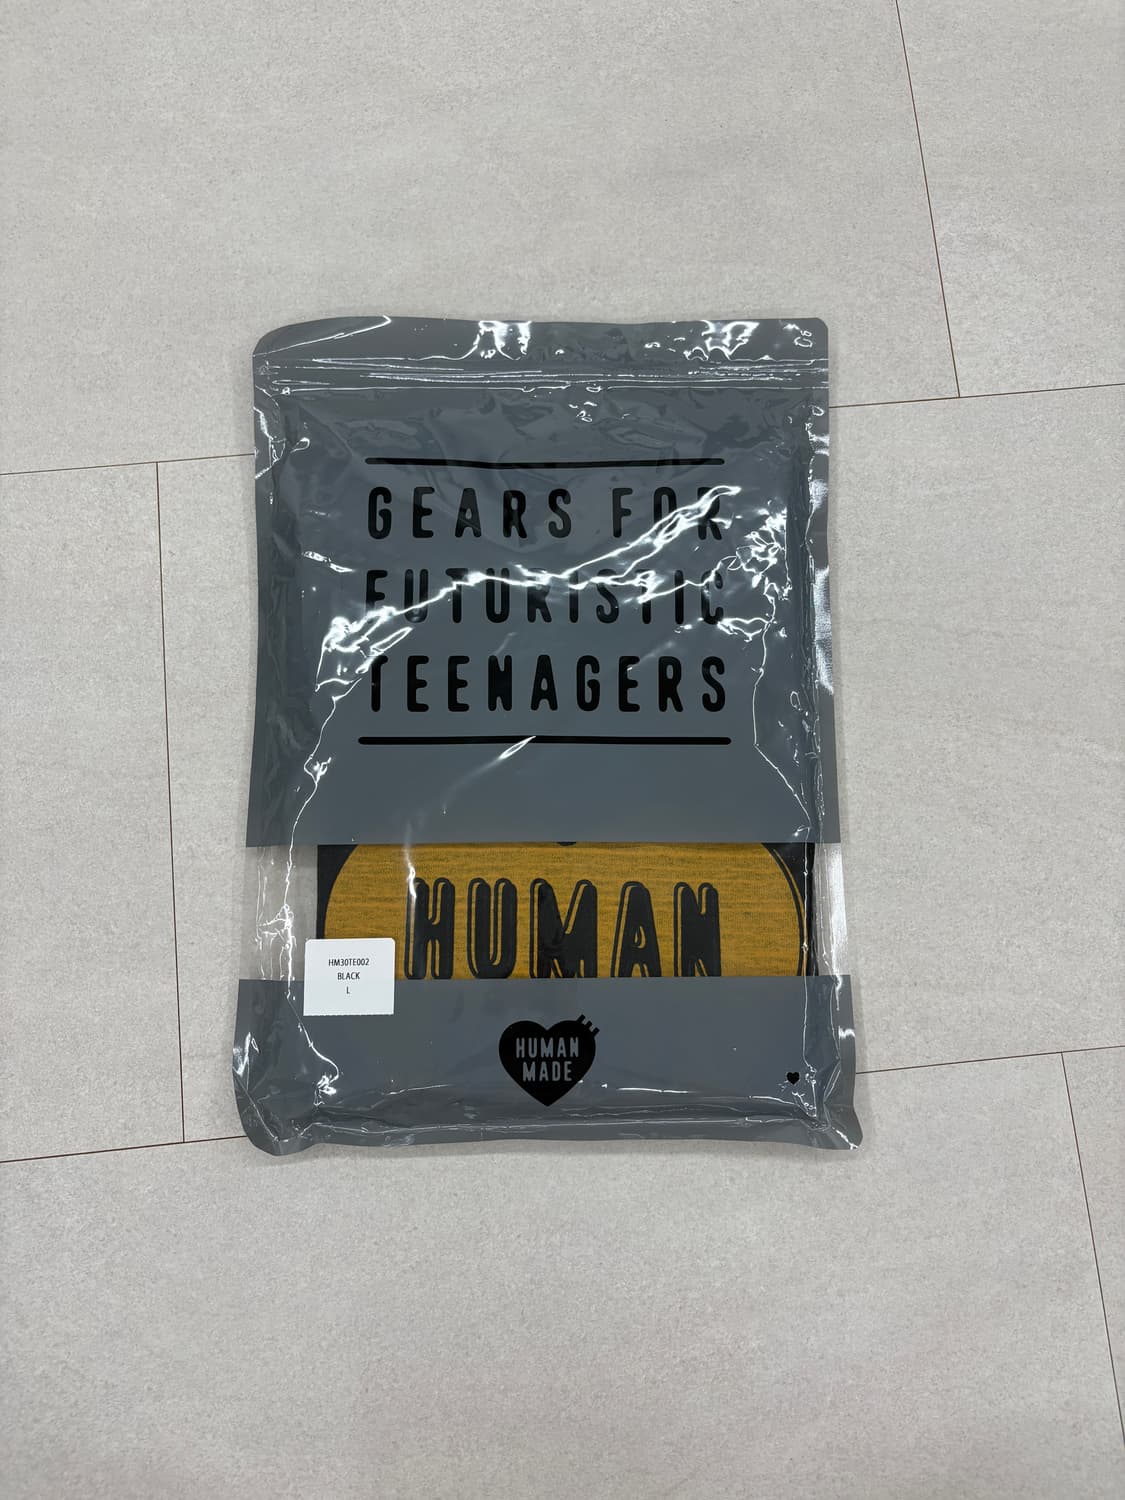 GEARS FOR
FUTURISTIC
TEENAGERS
HUMAN
HM30TE002
BLACK
L
HUMAN
MADE